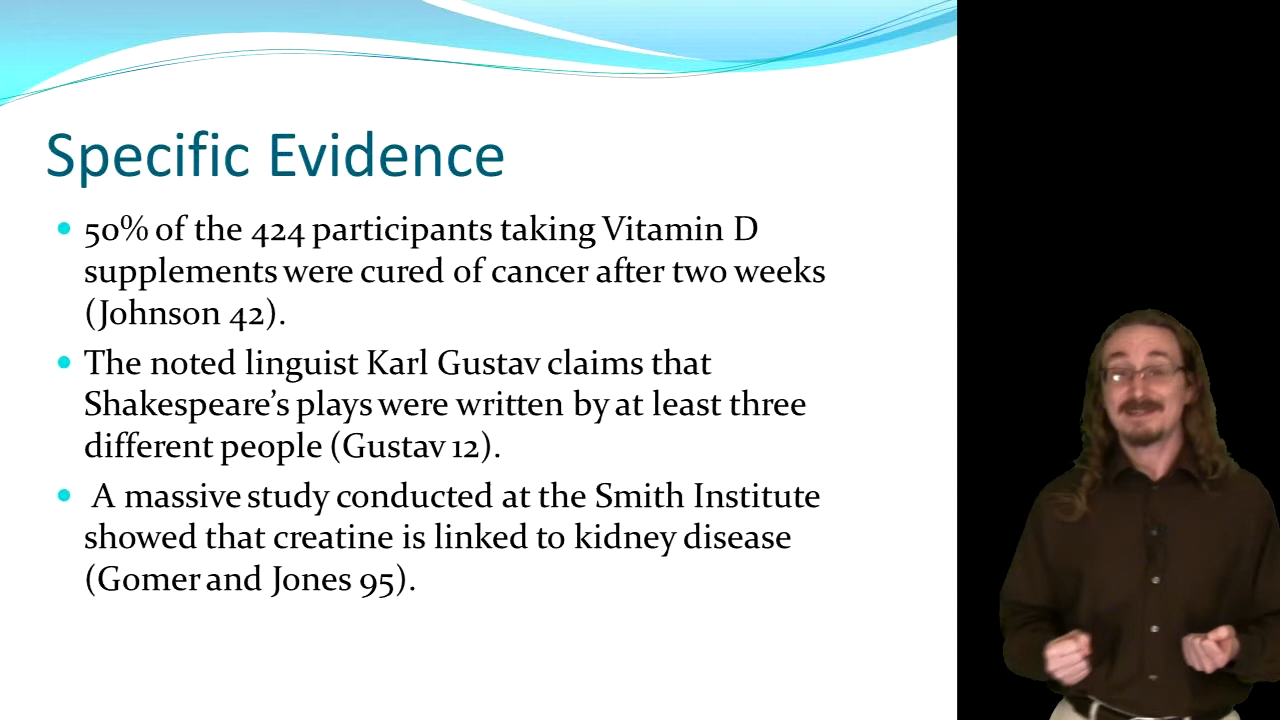 Specific Evidence
• 50% of the 424 participants taking Vitamin D
supplements were cured of cancer after two weeks
(Johnson 42).
• The noted linguist Karl Gustav claims that
Shakespeare’s plays were written by at least three
different people (Gustav 12).
• A massive study conducted at the Smith Institute
showed that creatine is linked to kidney disease
(Gomer and Jones 95).